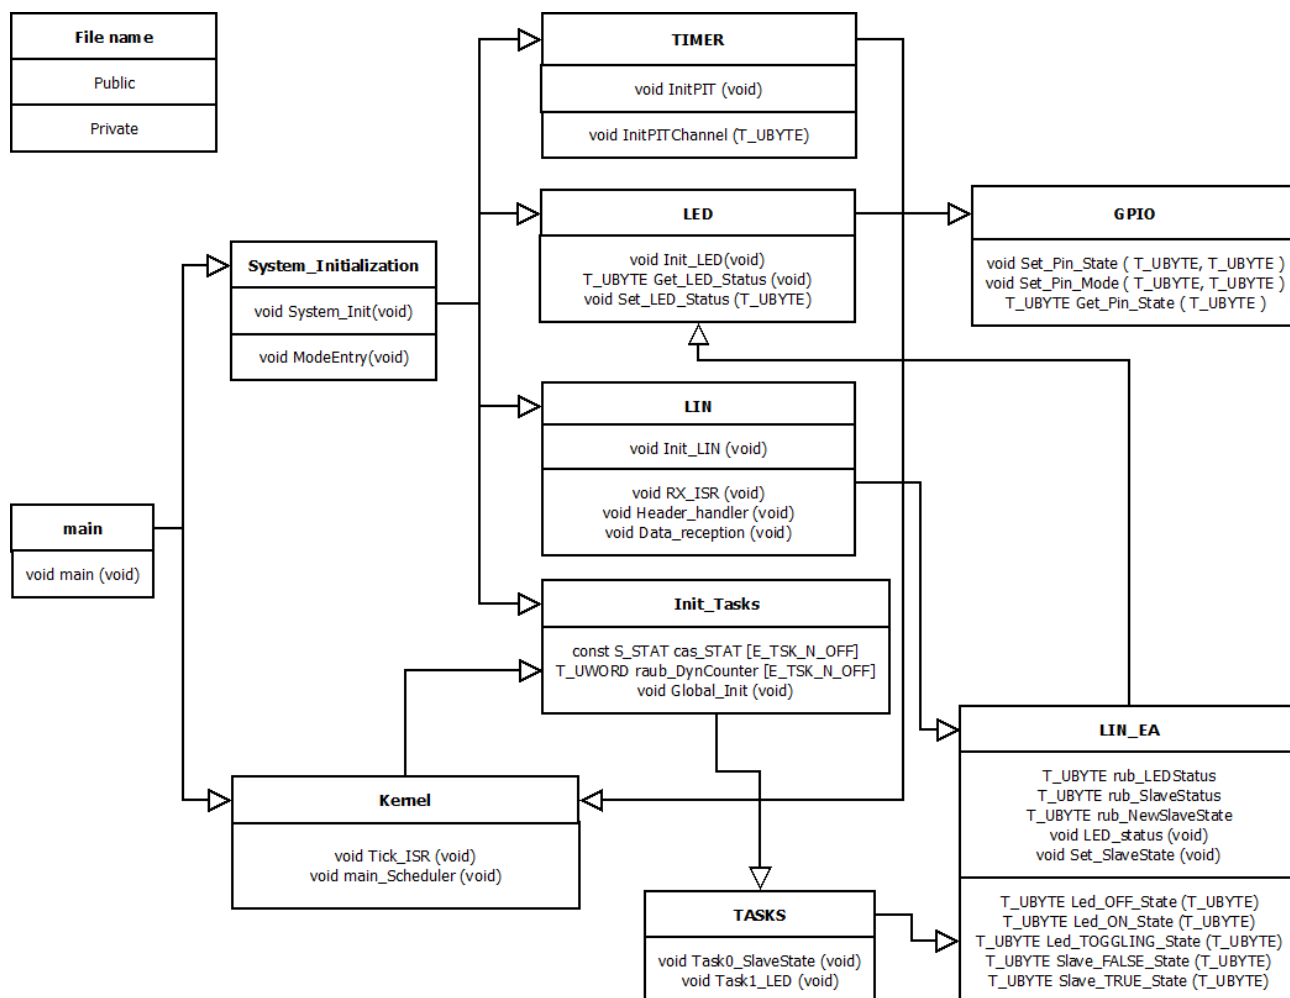 File name
Public
Private
TIMER
void InitPIT (void)
void InitPITChannel (T_UBYTE)
LED
void Init_LED(void)
T_UBYTE Get_LED_Status (void)
void Set_LED_Status (T_UBYTE)
GPIO
void Set_Pin_State ( T_UBYTE, T_UBYTE )
void Set_Pin_Mode ( T_UBYTE, T_UBYTE )
T_UBYTE Get_Pin_State ( T_UBYTE )
System_Initialization
void System_Init(void)
void ModeEntry(void)
LIN
void Init_LIN (void)
void RX_ISR (void)
void Header_handler (void)
void Data_reception (void)
main
void main (void)
Init_Tasks
const S_STAT cas_STAT [E_TSK_N_OFF]
T_UWORD raub_DynCounter [E_TSK_N_OFF]
void Global_Init (void)
Kernel
void Tick_ISR (void)
void main_Scheduler (void)
LIN_EA
T_UBYTE rub_LEDStatus
T_UBYTE rub_SlaveStatus
T_UBYTE rub_NewSlaveState
void LED_status (void)
void Set_SlaveState (void)
T_UBYTE Led_OFF_State (T_UBYTE)
T_UBYTE Led_ON_State (T_UBYTE)
T_UBYTE Led_TOGGLING_State (T_UBYTE)
T_UBYTE Slave_FALSE_State (T_UBYTE)
T_UBYTE Slave_TRUE_State (T_UBYTE)
TASKS
void Task0_SlaveState (void)
void Task1_LED (void)